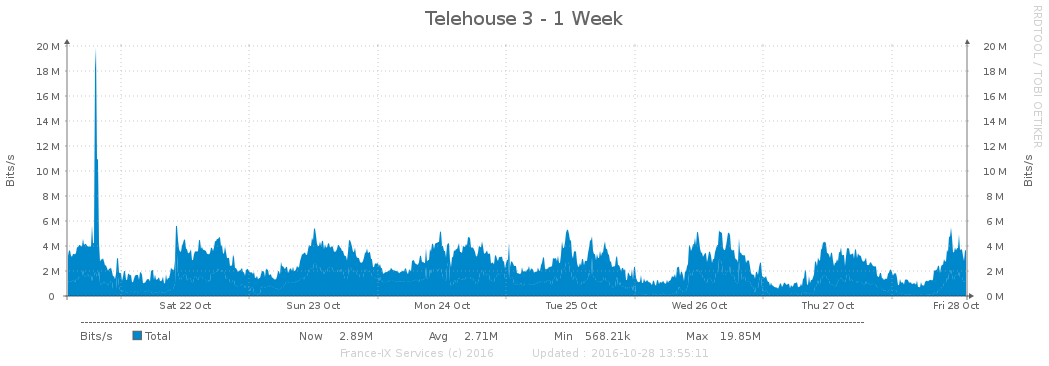 Telehouse 3 - 1 Week
RRDTOOL / TOBI OETIKER
Bits/s
20 M 20 M
18 M 18 M
16 M 16 M
14 M 14 M
12 M 12 M
10 M 10 M
8 M 8 M
6 M 6 M
4 M 4 M
2 M 2 M
0 0 M
Bits/s
Sat 22 Oct Sun 23 Oct Mon 24 Oct Tue 25 Oct Wed 26 Oct Thu 27 Oct Fri 28 Oct
Bits/s Total Now 2.89M Avg 2.71M Min 568.21k Max 19.85M
France-IX Services (c) 2016 Updated : 2016-10-28 13:55:11